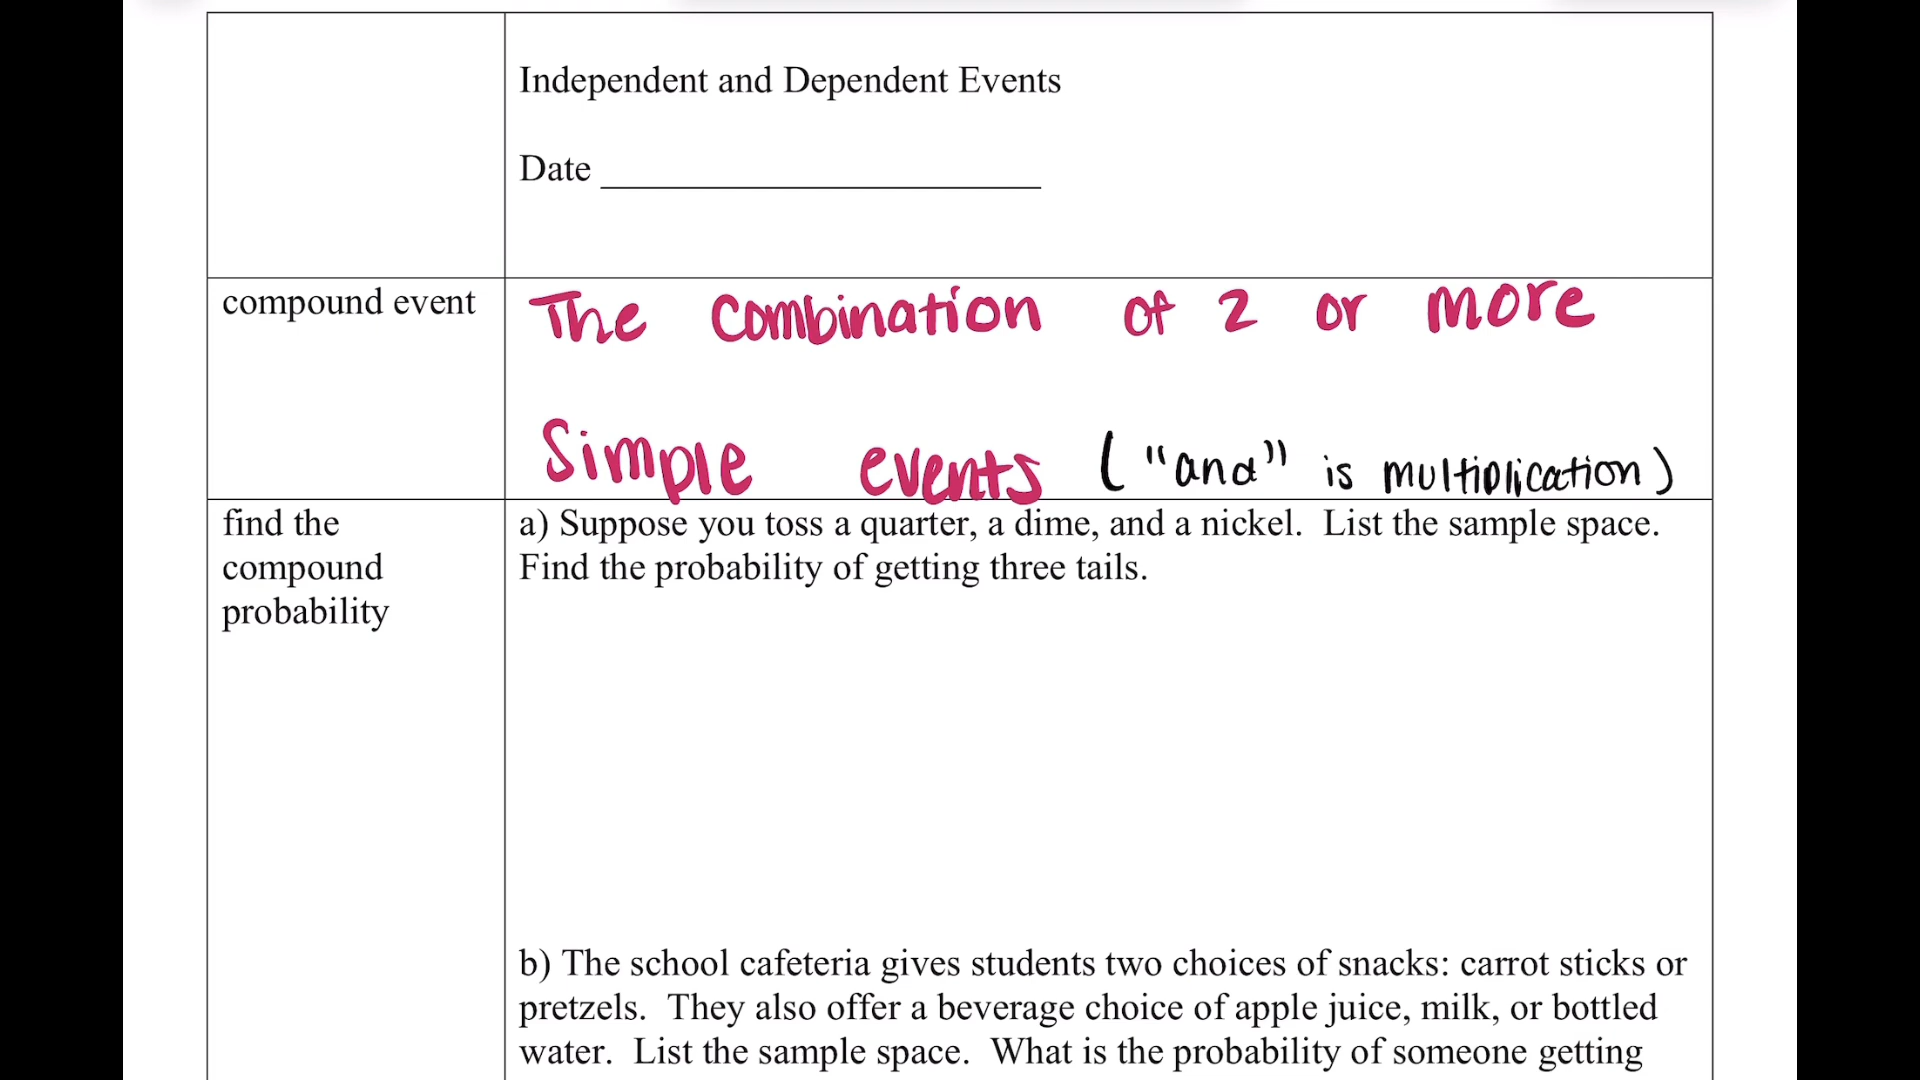 Independent and Dependent Events
Date
compound event
The combination of 2 or more
Simple events ("and" is multiplication)
find the
compound
probability
a) Suppose you toss a quarter, a dime, and a nickel. List the sample space.
Find the probability of getting three tails.
b) The school cafeteria gives students two choices of snacks: carrot sticks or
pretzels. They also offer a beverage choice of apple juice, milk, or bottled
water. List the sample space. What is the probability of someone getting